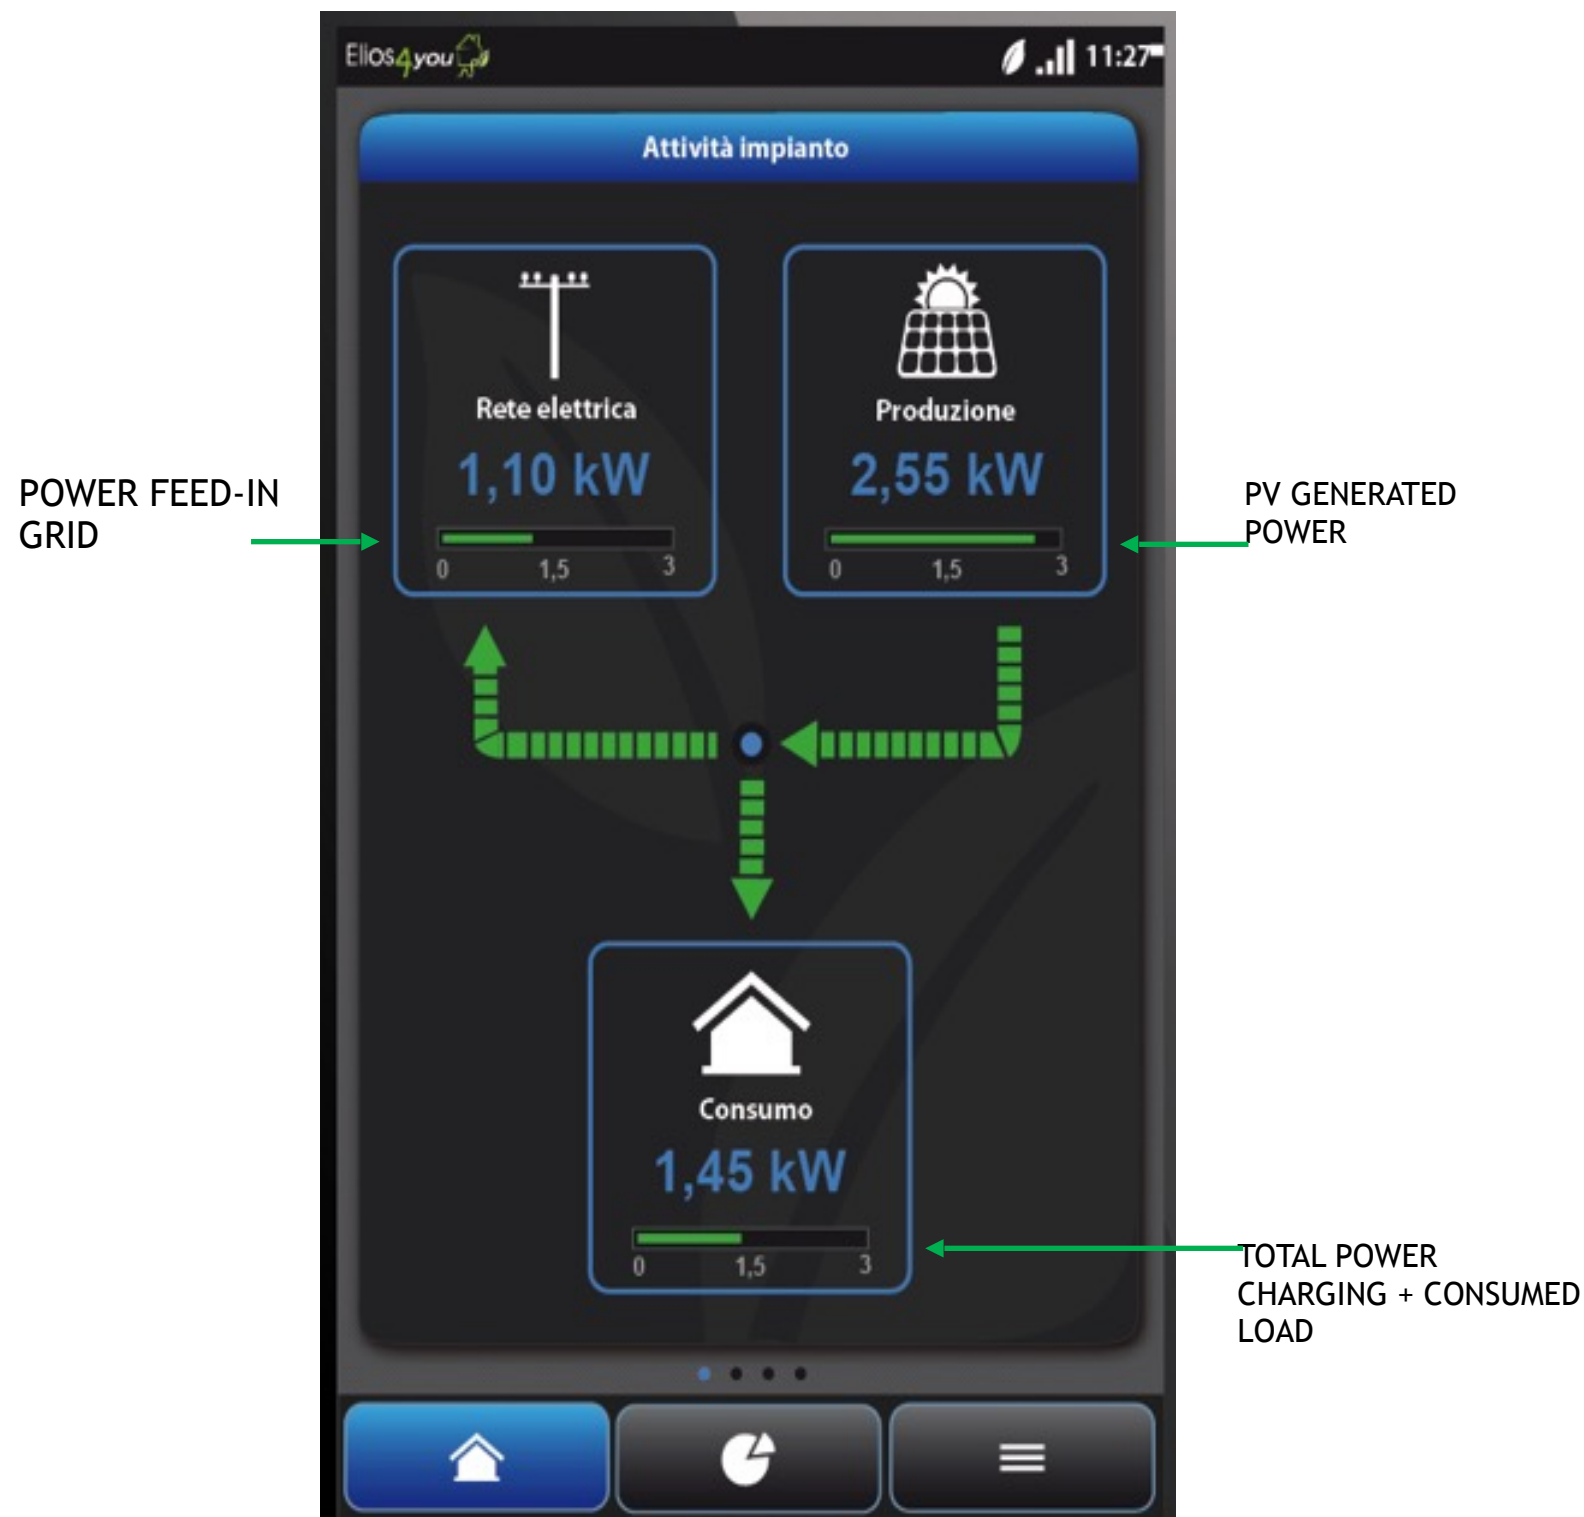 Elios4you
11:27
Attività impianto
Rete elettrica
Produzione
1,10 kW
2,55 kW
0 1,5 3
0 1,5 3
POWER FEED-IN
GRID
PV GENERATED
POWER
Consumo
1,45 kW
0 1,5 3
TOTAL POWER
CHARGING + CONSUMED
LOAD